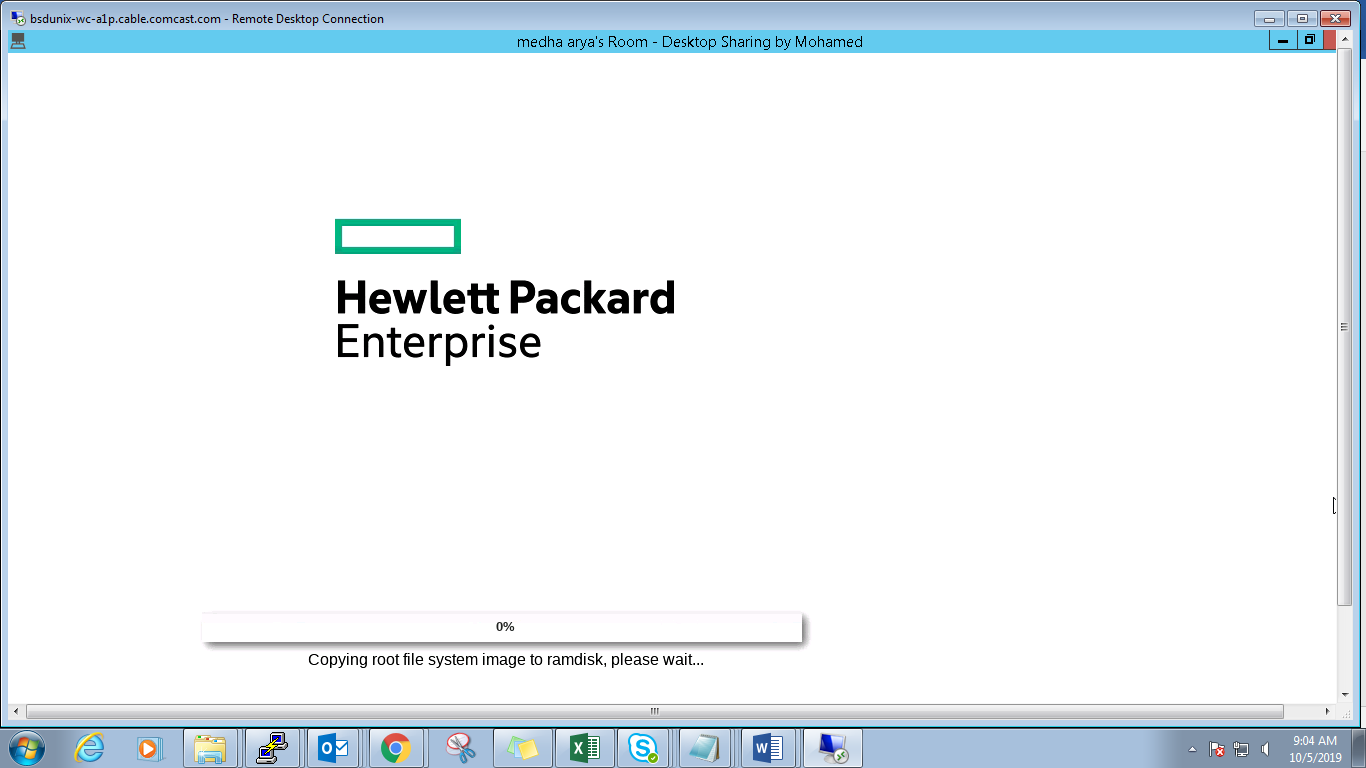 bsdunix-wc-a1p.cable.comcast.com - Remote Desktop Connection
medha arya's Room - Desktop Sharing by Mohamed
Hewlett Packard
Enterprise
0%
Copying root file system image to ramdisk, please wait...
9:04 AM
10/5/2019